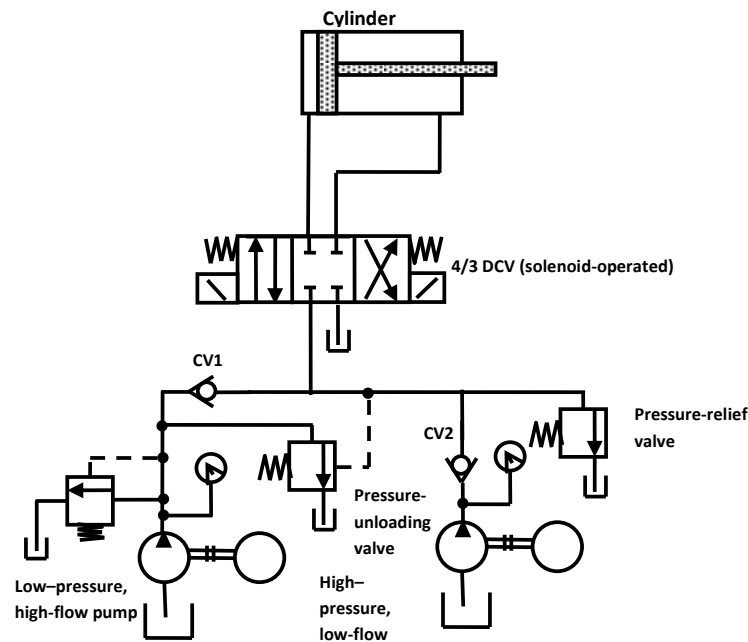 Cylinder
4/3 DCV (solenoid-operated)
CV1
CV2
Pressure-relief
valve
Pressure-
unloading
valve
Low–pressure,
high-flow pump
High–
pressure,
low-flow